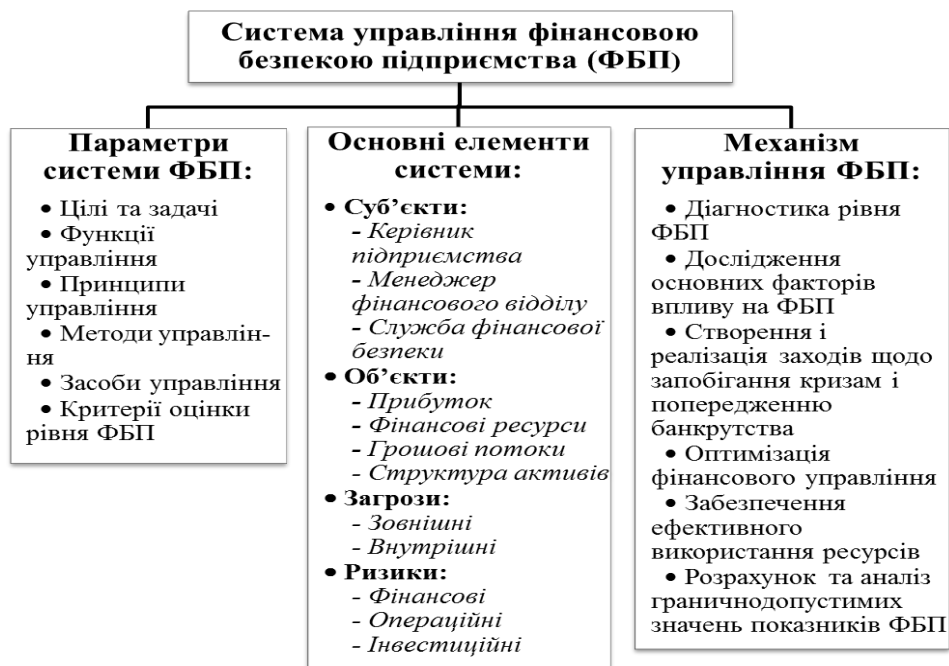 Система управління фінансовою
безпекою підприємства (ФБП)
Параметри
системи ФБП:
• Цілі та задачі
• Функції
управління
• Принципи
управління
• Методи управлін-
ня
• Засоби управління
• Критерії оцінки
рівня ФБП
Основні елементи
системи:
• Суб’єкти:
- Керівник
підприємства
- Менеджер
фінансового відділу
- Служба фінансової
безпеки
• Об’єкти:
- Прибуток
- Фінансові ресурси
- Грошові потоки
- Структура активів
• Загрози:
- Зовнішні
- Внутрішні
• Ризики:
- Фінансові
- Операційні
- Інвестиційні
Механізм
управління ФБП:
• Діагностика рівня
ФБП
• Дослідження
основних факторів
впливу на ФБП
• Створення і
реалізація заходів щодо
запобігання кризам і
попередженню
банкрутства
• Оптимізація
фінансового управління
• Забезпечення
ефективного
використання ресурсів
• Розрахунок та аналіз
граничнодопустимих
значень показників ФБП